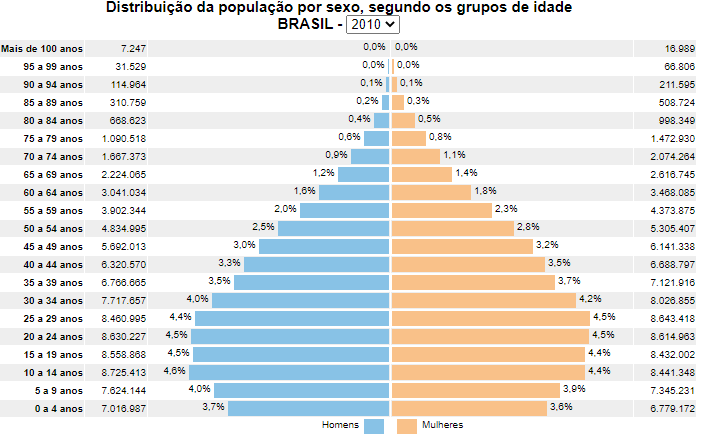 Distribuição da população por sexo, segundo os grupos de idade
BRASIL - 2010
Mais de 100 anos 7.247 0,0% 0,0% 16.989
95 a 99 anos 31.529 0,0% 0,0% 66.806
90 a 94 anos 114.964 0,1% 0,1% 211.595
85 a 89 anos 310.759 0,2% 0,3% 508.724
80 a 84 anos 668.623 0,4% 0,5% 998.349
75 a 79 anos 1.090.518 0,6% 0,8% 1.472.930
70 a 74 anos 1.667.373 0,9% 1,1% 2.074.264
65 a 69 anos 2.224.065 1,2% 1,4% 2.616.745
60 a 64 anos 3.041.034 1,6% 1,8% 3.468.085
55 a 59 anos 3.902.344 2,0% 2,3% 4.373.875
50 a 54 anos 4.834.995 2,5% 2,8% 5.305.407
45 a 49 anos 5.692.013 3,0% 3,2% 6.141.338
40 a 44 anos 6.320.570 3,3% 3,5% 6.688.797
35 a 39 anos 6.766.665 3,5% 3,7% 7.121.916
30 a 34 anos 7.717.657 4,0% 4,2% 8.026.855
25 a 29 anos 8.460.995 4,4% 4,5% 8.643.418
20 a 24 anos 8.630.227 4,5% 4,5% 8.614.963
15 a 19 anos 8.558.868 4,5% 4,4% 8.432.002
10 a 14 anos 8.725.413 4,6% 4,4% 8.441.348
5 a 9 anos 7.624.144 4,0% 3,9% 7.345.231
0 a 4 anos 7.016.987 3,7% 3,6% 6.779.172
Homens Mulheres